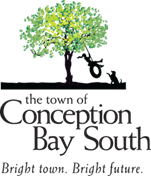 the town of
Conception
Bay South
Bright town. Bright future.